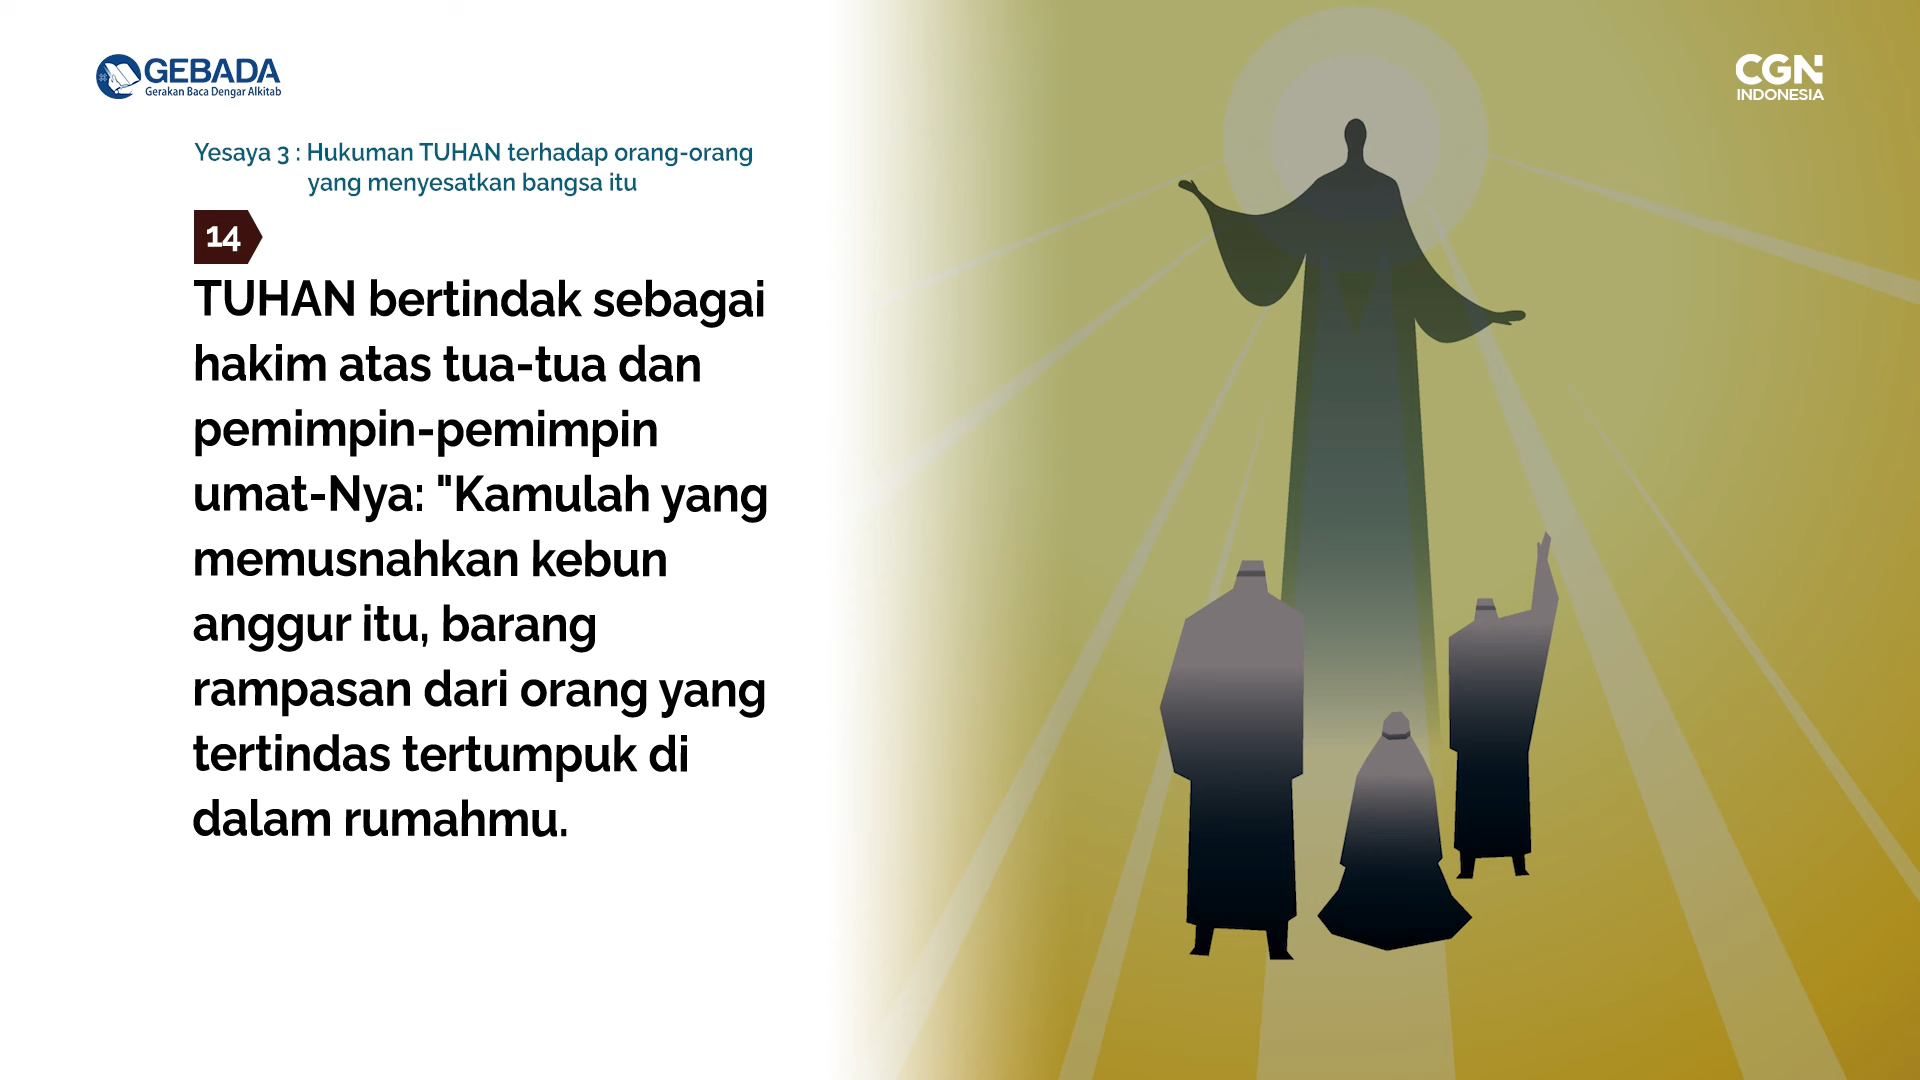 GEBADA
Gerakan Baca Dengar Alkitab
CGN
INDONESIA
Yesaya 3 : Hukuman TUHAN terhadap orang-orang
yang menyesatkan bangsa itu
14
TUHAN bertindak sebagai
hakim atas tua-tua dan
pemimpin-pemimpin
umat-Nya: "Kamulah yang
memusnahkan kebun
anggur itu, barang
rampasan dari orang yang
tertindas tertumpuk di
dalam rumahmu.